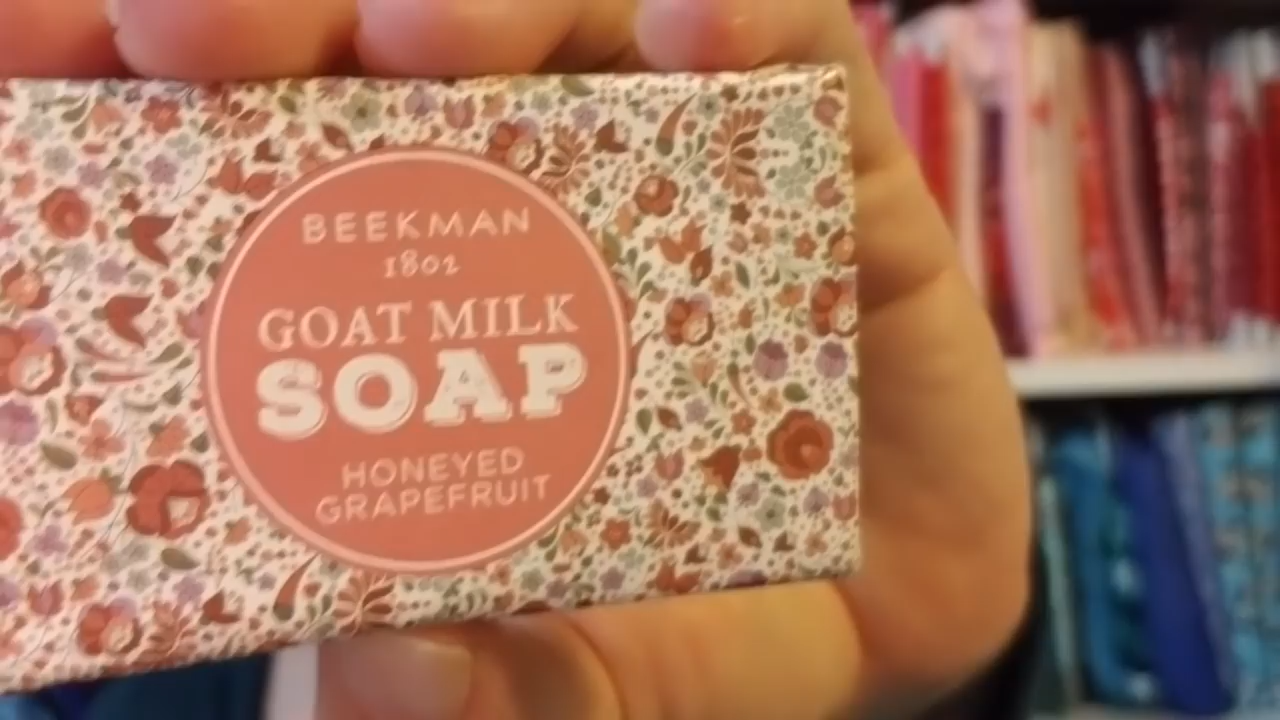 BEEKMAN
1802
GOAT MILK
SOAP
HONEYED
GRAPEFRUIT